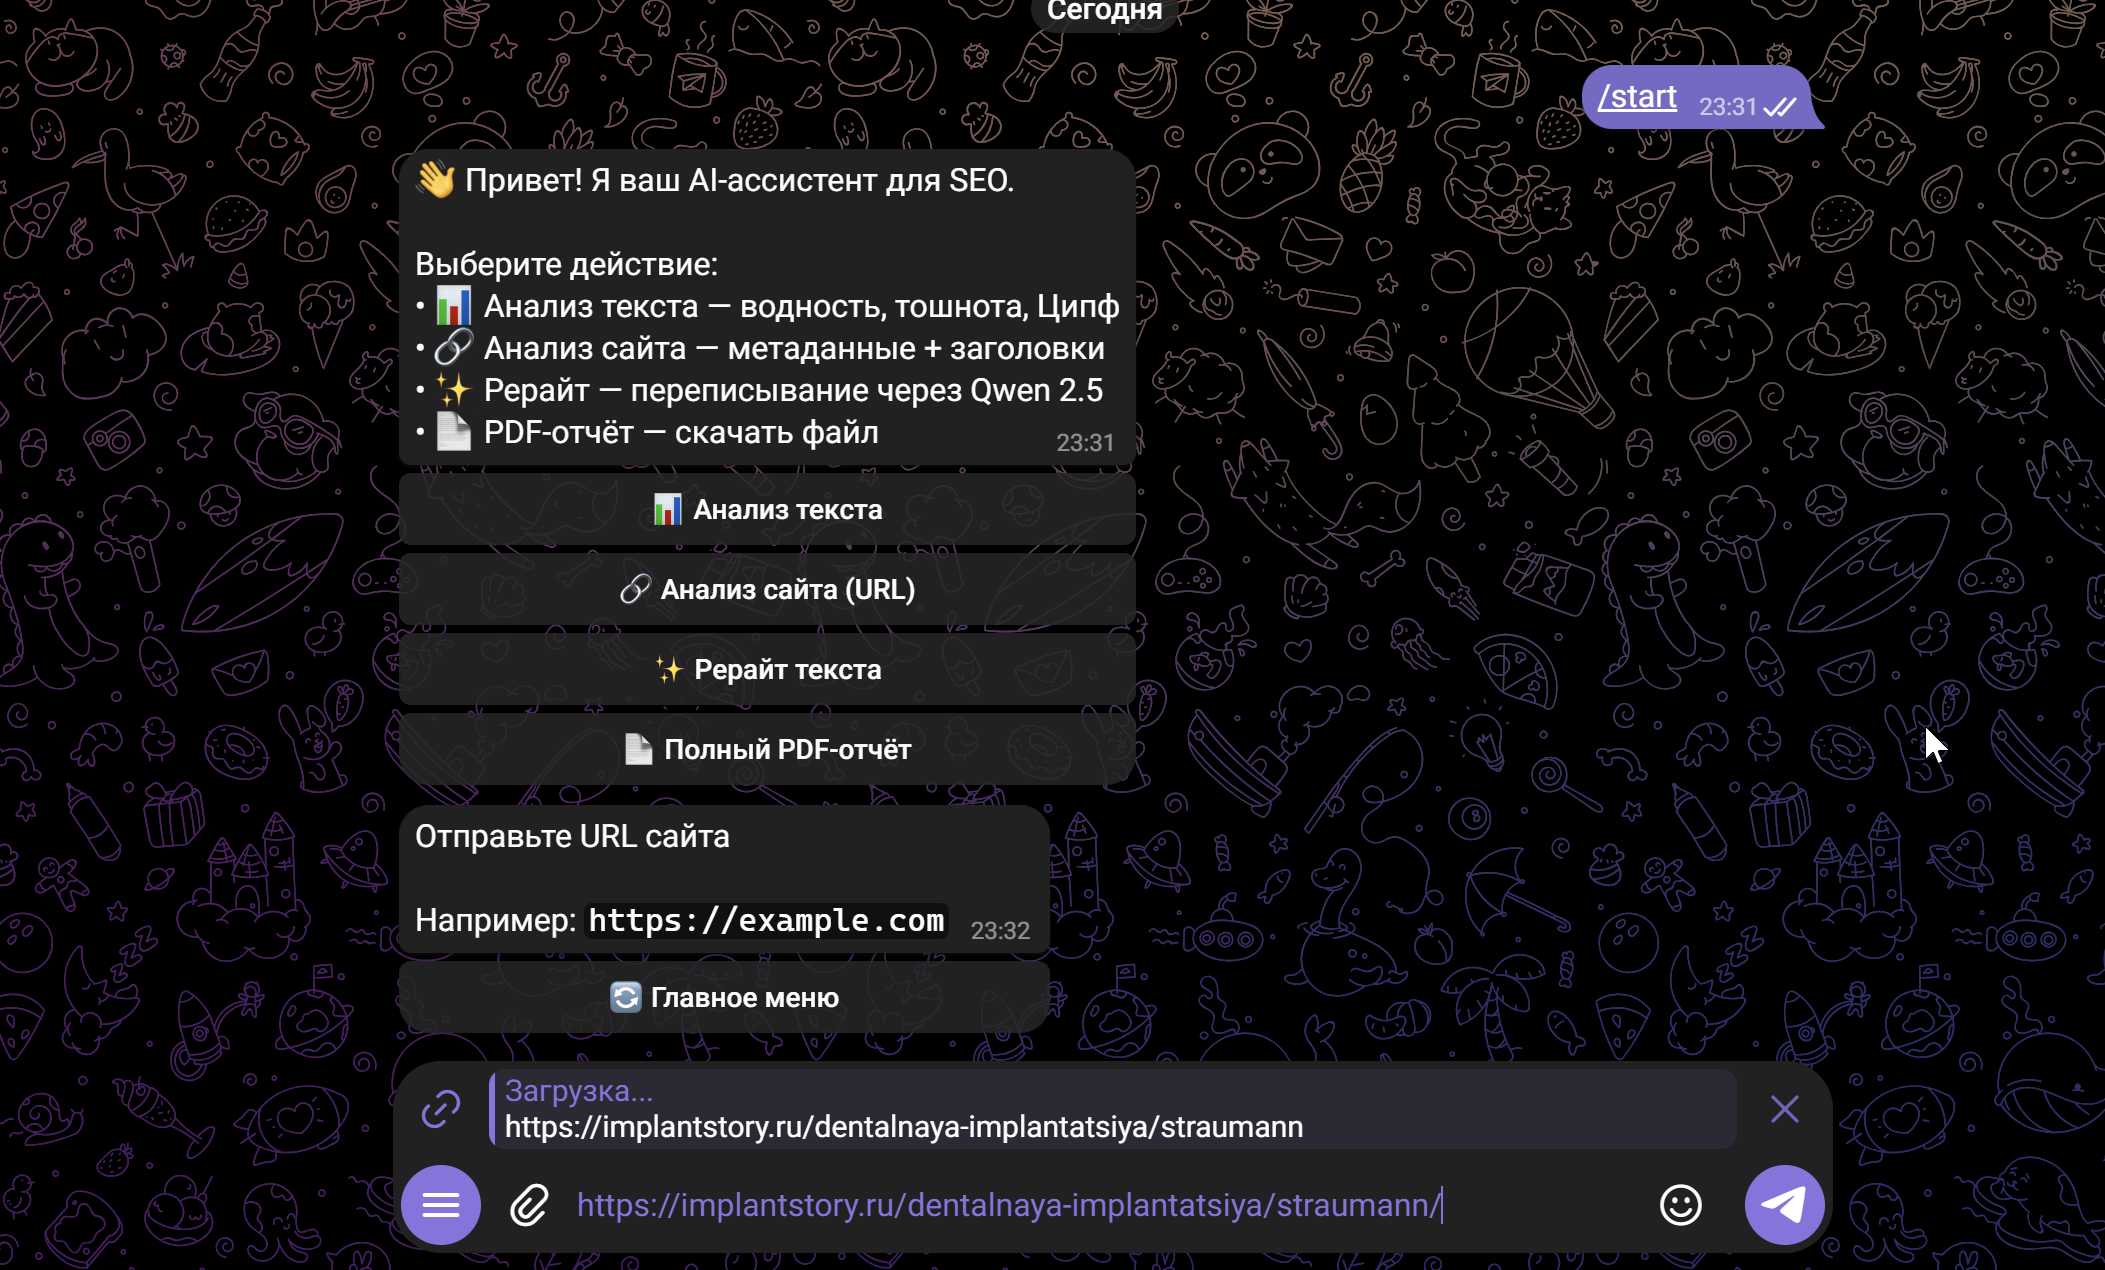 Сегодня
/start 23:31
👋 Привет! Я ваш AI-ассистент для SEO.
Выберите действие:
• 📊 Анализ текста — водность, тошнота, Ципф
• 🔗 Анализ сайта — метаданные + заголовки
• ✨ Рерайт — переписывание через Qwen 2.5
• 📄 PDF-отчёт — скачать файл 23:31
📊 Анализ текста
🔗 Анализ сайта (URL)
✨ Рерайт текста
📄 Полный PDF-отчёт
Отправьте URL сайта
Например: https://example.com 23:32
🔄 Главное меню
Загрузка...
https://implantstory.ru/dentalnaya-implantatsiya/straumann
https://implantstory.ru/dentalnaya-implantatsiya/straumann/